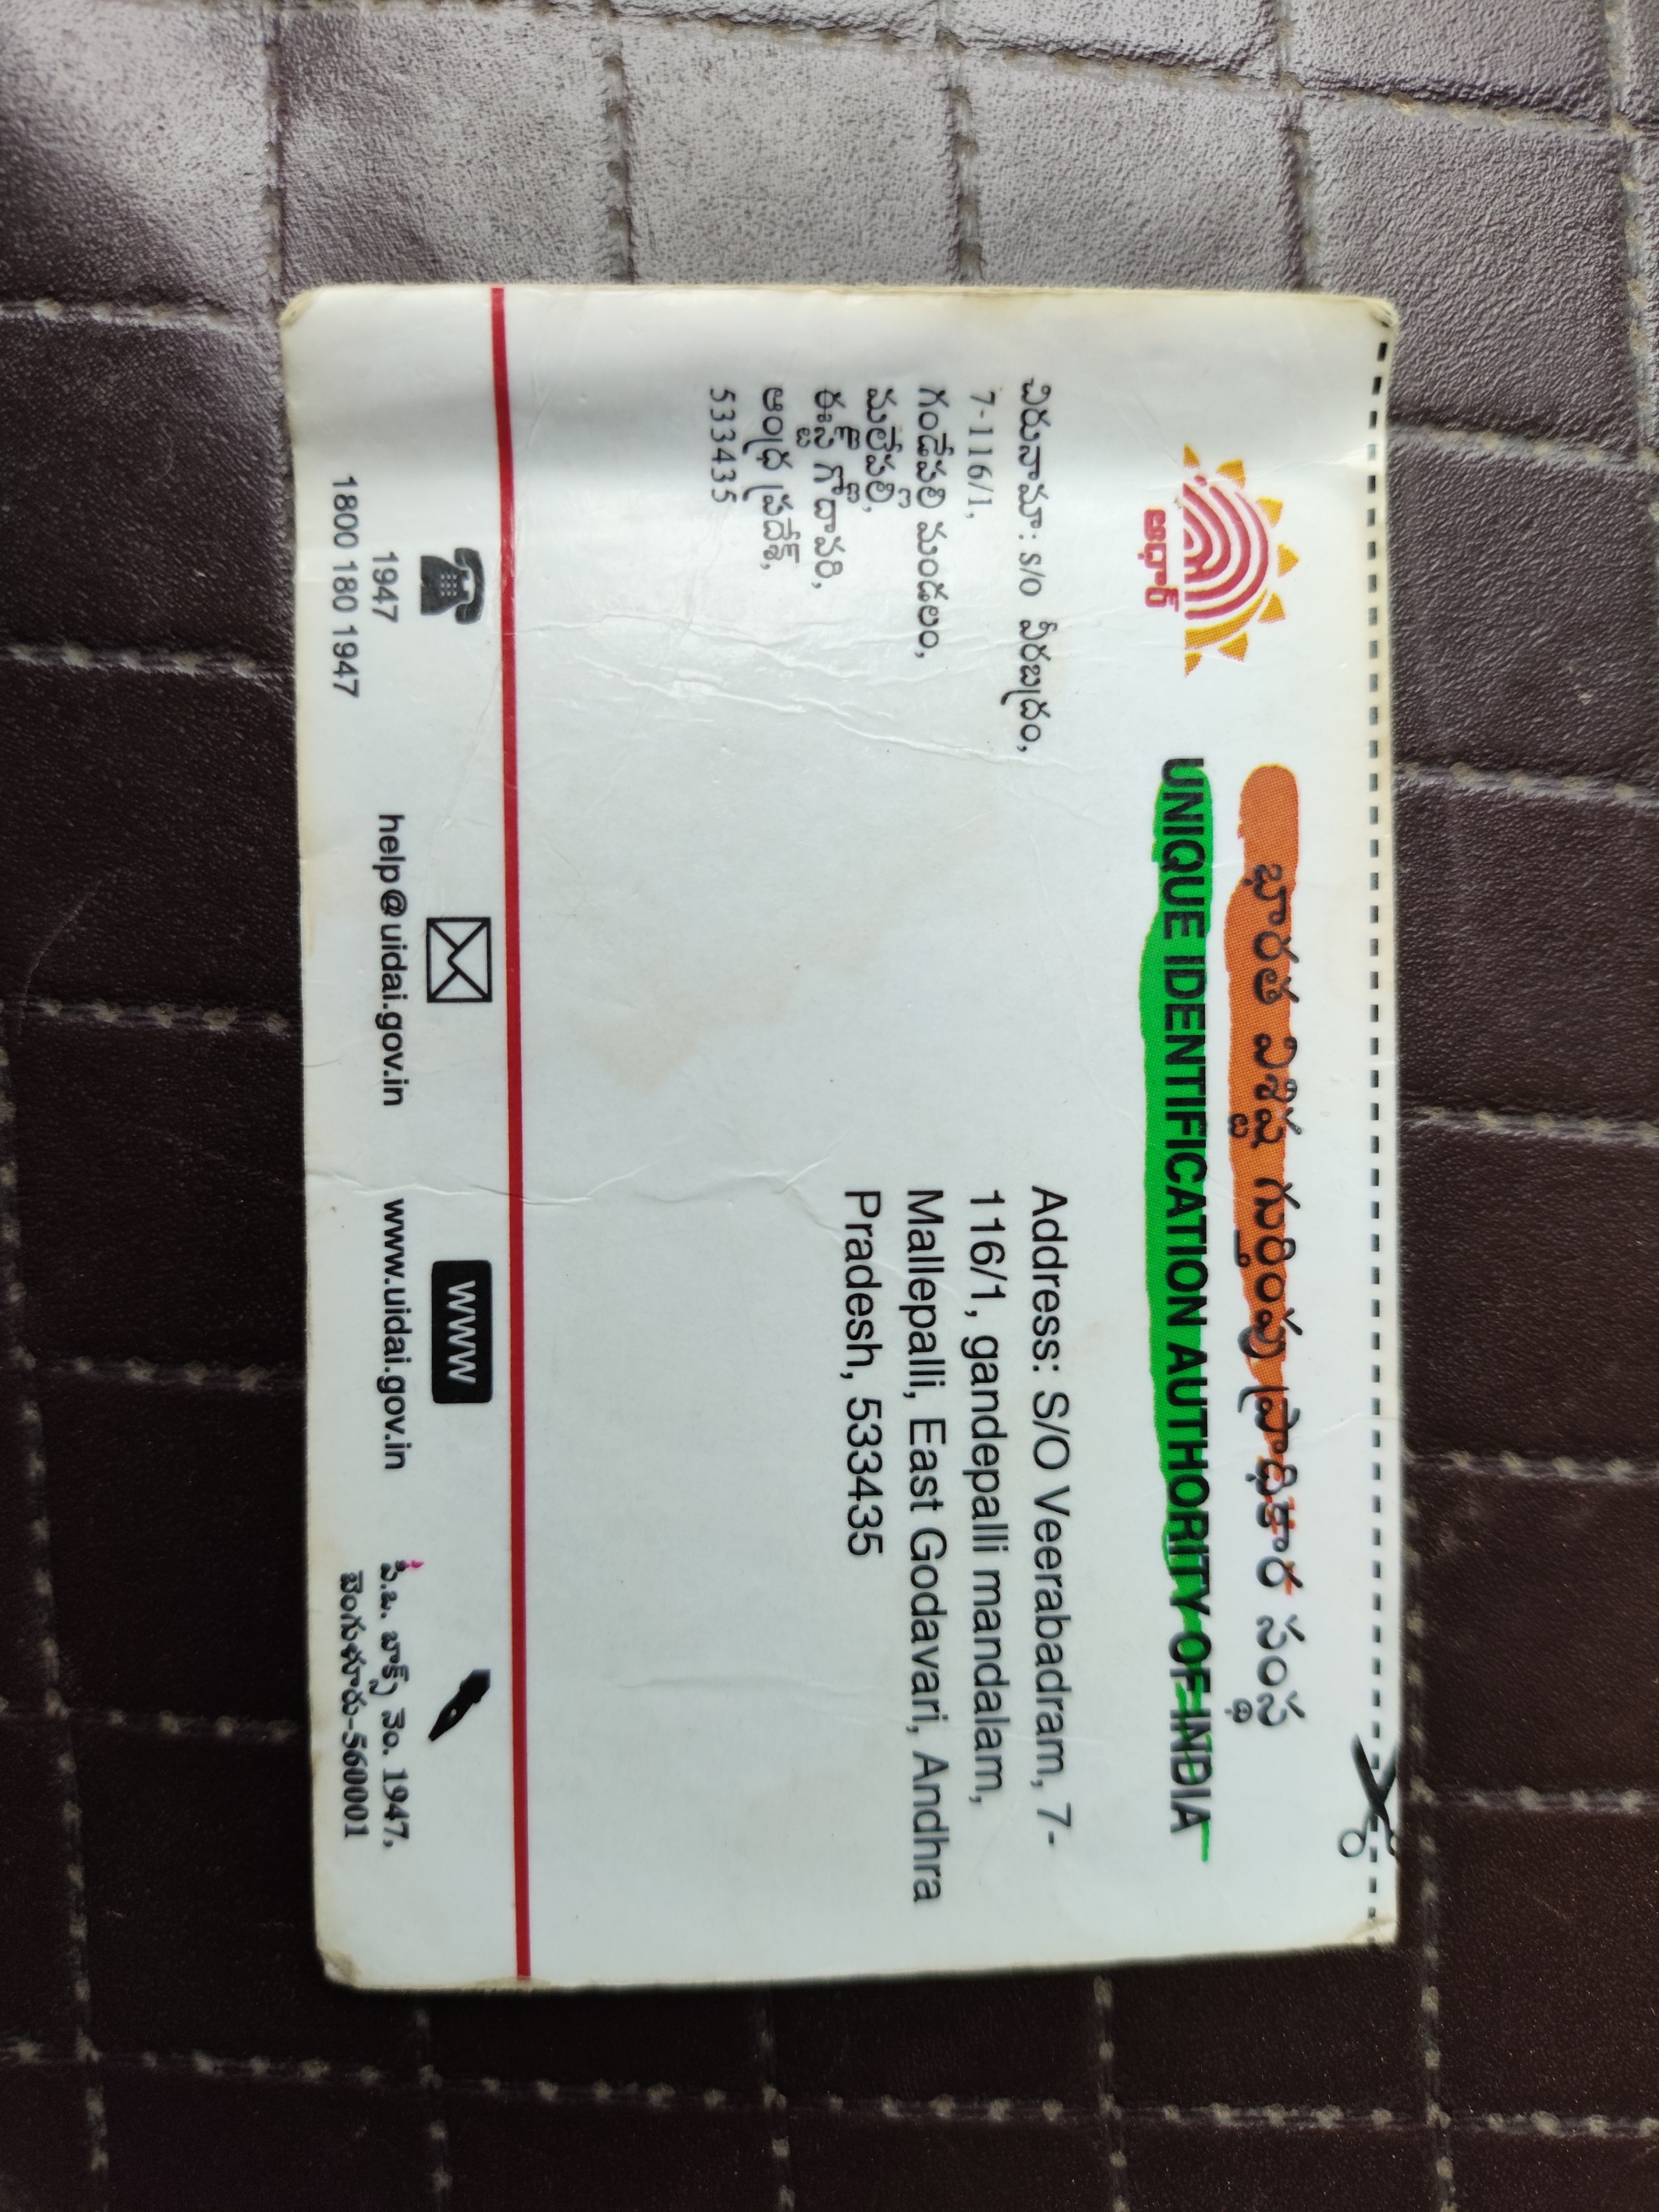 భారత విశిష్ట గుర్తింపు ప్రాధికార సంస్థ
UNIQUE IDENTIFICATION AUTHORITY OF INDIA
ఆధార్
చిరునామా: S/O వీరబద్రం,
7-116/1,
గండేపల్లి మండలం,
మల్లేపల్లి,
ఈస్ట్ గోదావరి,
ఆంధ్ర ప్రదేశ్,
533435
Address: S/O Veerabadram, 7-
116/1, gandepalli mandalam,
Mallepalli, East Godavari, Andhra
Pradesh, 533435
1947
1800 180 1947
help@uidai.gov.in
WWW
www.uidai.gov.in
పి.బి. బాక్స్ నెం. 1947,
బెంగుళూరు-560001